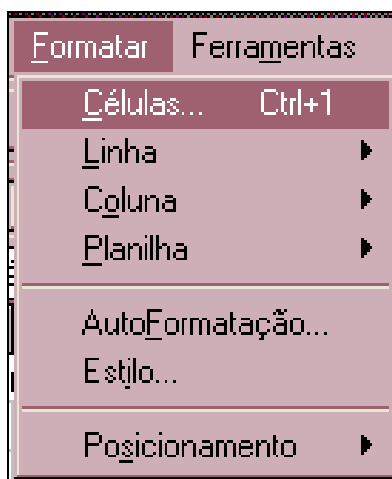 Formatar Ferramentas
Células... Ctrl+1
Linha
Coluna
Planilha
AutoFormatação...
Estilo...
Posicionamento